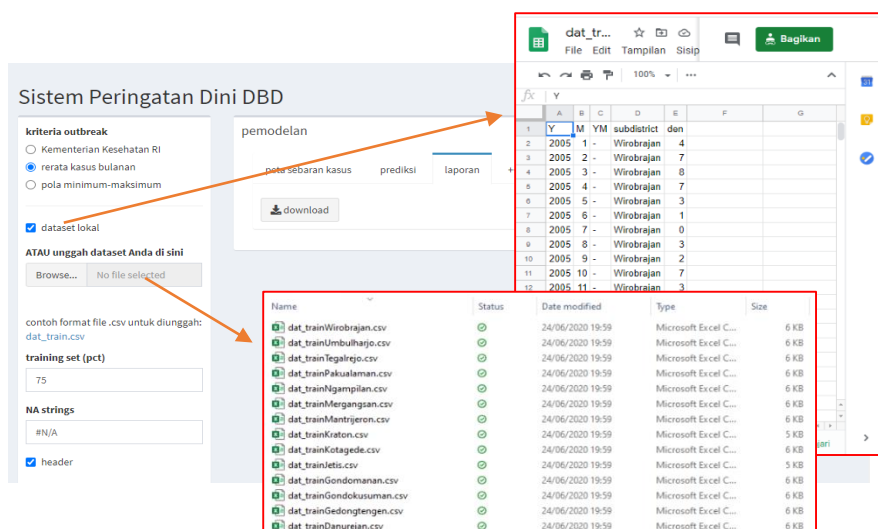 Sistem Peringatan Dini DBD
kriteria outbreak
Kementerian Kesehatan RI
rerata kasus bulanan
pola minimum-maksimum
dataset lokal
ATAU unggah dataset Anda di sini
Browse... No file selected
contoh format file .csv untuk diunggah:
dat_train.csv
training set (pct)
75
NA strings
#N/A
header
pemodelan
peta sebaran kasus prediksi laporan +
download
dat_tr...
Bagikan
File Edit Tampilan Sisip
100%
fx Y
A B C D E F G
1 Y M YM subdistrict den
2 2005 1 - Wirobrajan 4
3 2005 2 - Wirobrajan 7
4 2005 3 - Wirobrajan 8
5 2005 4 - Wirobrajan 7
6 2005 5 - Wirobrajan 3
7 2005 6 - Wirobrajan 1
8 2005 7 - Wirobrajan 0
9 2005 8 - Wirobrajan 3
10 2005 9 - Wirobrajan 2
11 2005 10 - Wirobrajan 7
12 2005 11 - Wirobrajan 3
Name Status Date modified Type Size
dat_trainWirobrajan.csv 24/06/2020 19:59 Microsoft Excel C... 6 KB
dat_trainUmbulharjo.csv 24/06/2020 19:59 Microsoft Excel C... 6 KB
dat_trainTegalrejo.csv 24/06/2020 19:59 Microsoft Excel C... 6 KB
dat_trainPakualaman.csv 24/06/2020 19:59 Microsoft Excel C... 6 KB
dat_trainNgampilan.csv 24/06/2020 19:59 Microsoft Excel C... 6 KB
dat_trainMergangsan.csv 24/06/2020 19:59 Microsoft Excel C... 6 KB
dat_trainMantrijeron.csv 24/06/2020 19:59 Microsoft Excel C... 6 KB
dat_trainKraton.csv 24/06/2020 19:59 Microsoft Excel C... 5 KB
dat_trainKotagede.csv 24/06/2020 19:59 Microsoft Excel C... 6 KB
dat_trainJetis.csv 24/06/2020 19:59 Microsoft Excel C... 5 KB
dat_trainGondomanan.csv 24/06/2020 19:59 Microsoft Excel C... 6 KB
dat_trainGondokusuman.csv 24/06/2020 19:59 Microsoft Excel C... 6 KB
dat_trainGedongtengen.csv 24/06/2020 19:59 Microsoft Excel C... 6 KB
dat_trainDanurejan.csv 24/06/2020 19:59 Microsoft Excel C... 6 KB